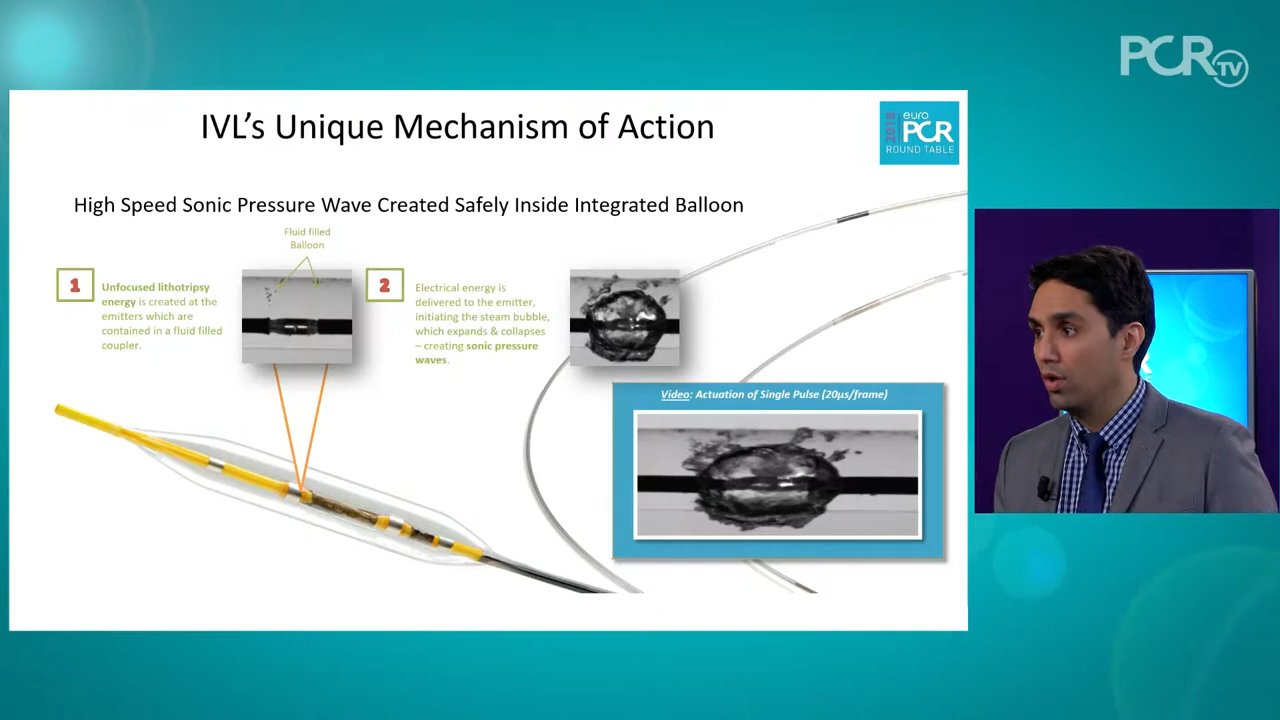 PCR TV
IVL's Unique Mechanism of Action
2018
euro
PCR
ROUND TABLE
High Speed Sonic Pressure Wave Created Safely Inside Integrated Balloon
Fluid filled
Balloon
1
Unfocused lithotripsy
energy is created at the
emitters which are
contained in a fluid filled
coupler.
2
Electrical energy is
delivered to the emitter,
initiating the steam bubble,
which expands & collapses
– creating sonic pressure
waves.
Video: Actuation of Single Pulse (20µs/frame)